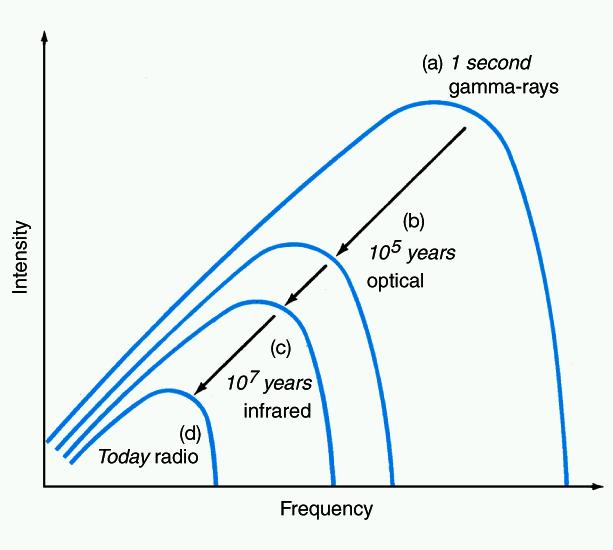 (a) 1 second
gamma-rays
(b)
10⁵ years
optical
(c)
10⁷ years
infrared
(d)
Today radio
Intensity
Frequency